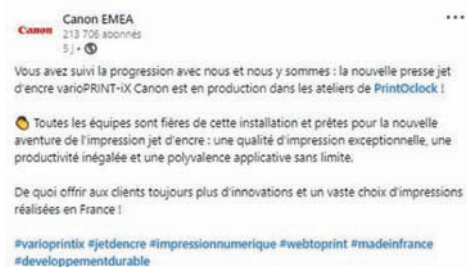 Canon EMEA
Canon
213 706 abonnés
5 j •
Vous avez suivi la progression avec nous et nous y sommes : la nouvelle presse jet
d'encre varioPRINT-iX Canon est en production dans les ateliers de PrintOclock !
Toutes les équipes sont fières de cette installation et prêtes pour la nouvelle
aventure de l'impression jet d'encre : une qualité d'impression exceptionnelle, une
productivité inégalée et une polyvalence applicative sans limite.
De quoi offrir aux clients toujours plus d'innovations et un vaste choix d'impressions
réalisées en France !
#varioprintix #jetdencre #impressionnumerique #webtoprint #madeinfrance
#developpementdurable